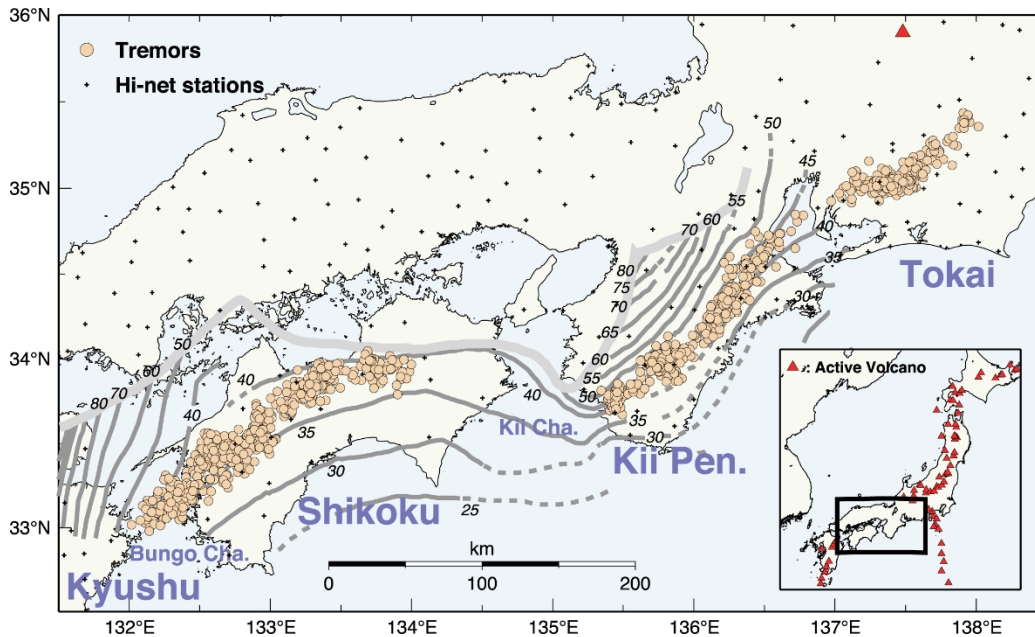 36°N
35°N
34°N
33°N
Tremors
Hi-net stations
50
45
55
60
70
40
35
30
80
75
70
65
60
55
50
35
30
Tokai
50
60
70
80
40
40
35
30
25
40
Kii Cha.
Kii Pen.
Shikoku
Bungo Cha.
Kyushu
km
0
100
200
Active Volcano
132°E
133°E
134°E
135°E
136°E
137°E
138°E